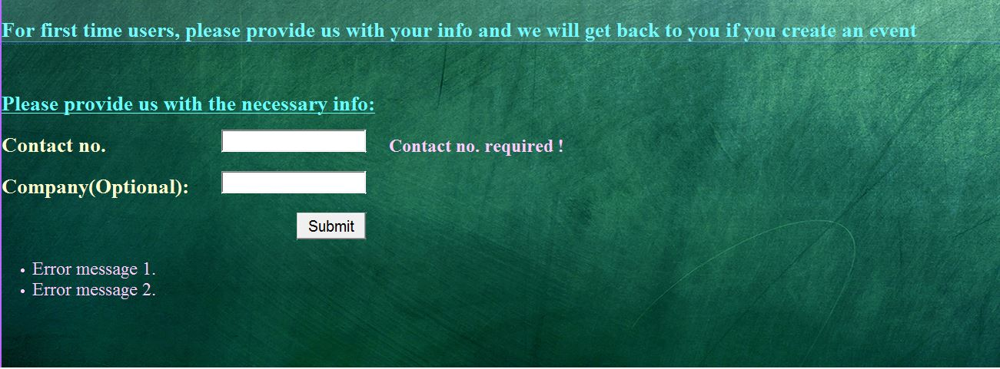 For first time users, please provide us with your info and we will get back to you if you create an event
Please provide us with the necessary info:
Contact no.
Contact no. required !
Company(Optional):
Submit
• Error message 1.
• Error message 2.